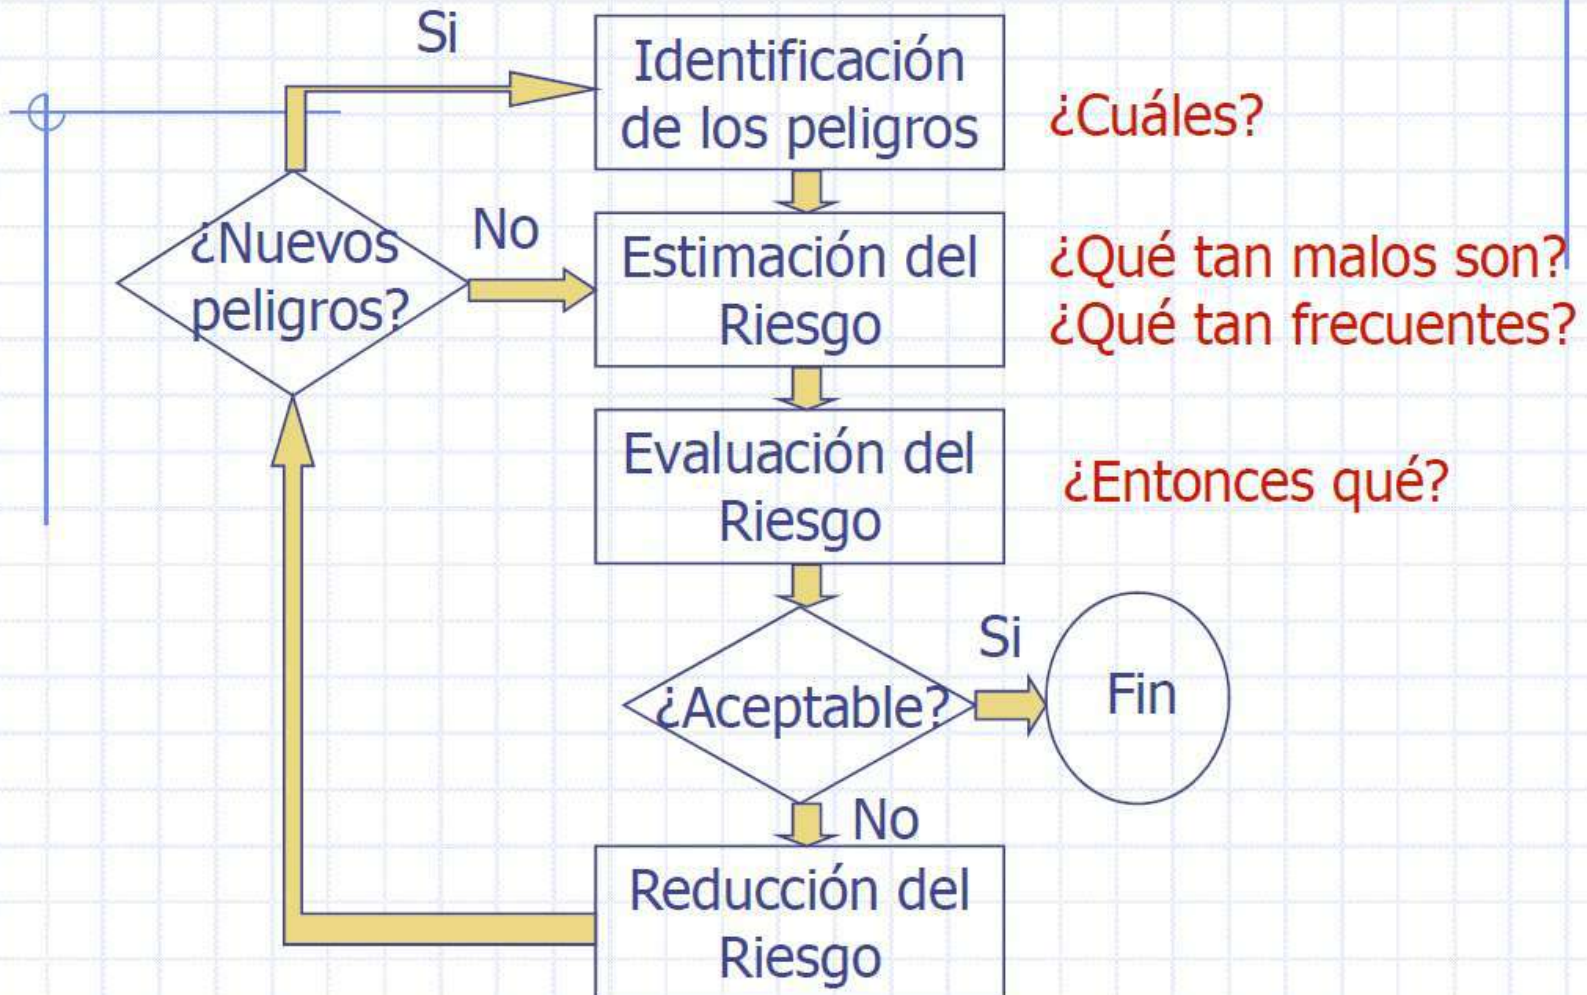 Si
Identificación
de los peligros
¿Cuáles?
¿Nuevos
peligros?
No
Estimación del
Riesgo
¿Qué tan malos son?
¿Qué tan frecuentes?
Evaluación del
Riesgo
¿Entonces qué?
¿Aceptable?
Si
Fin
No
Reducción del
Riesgo